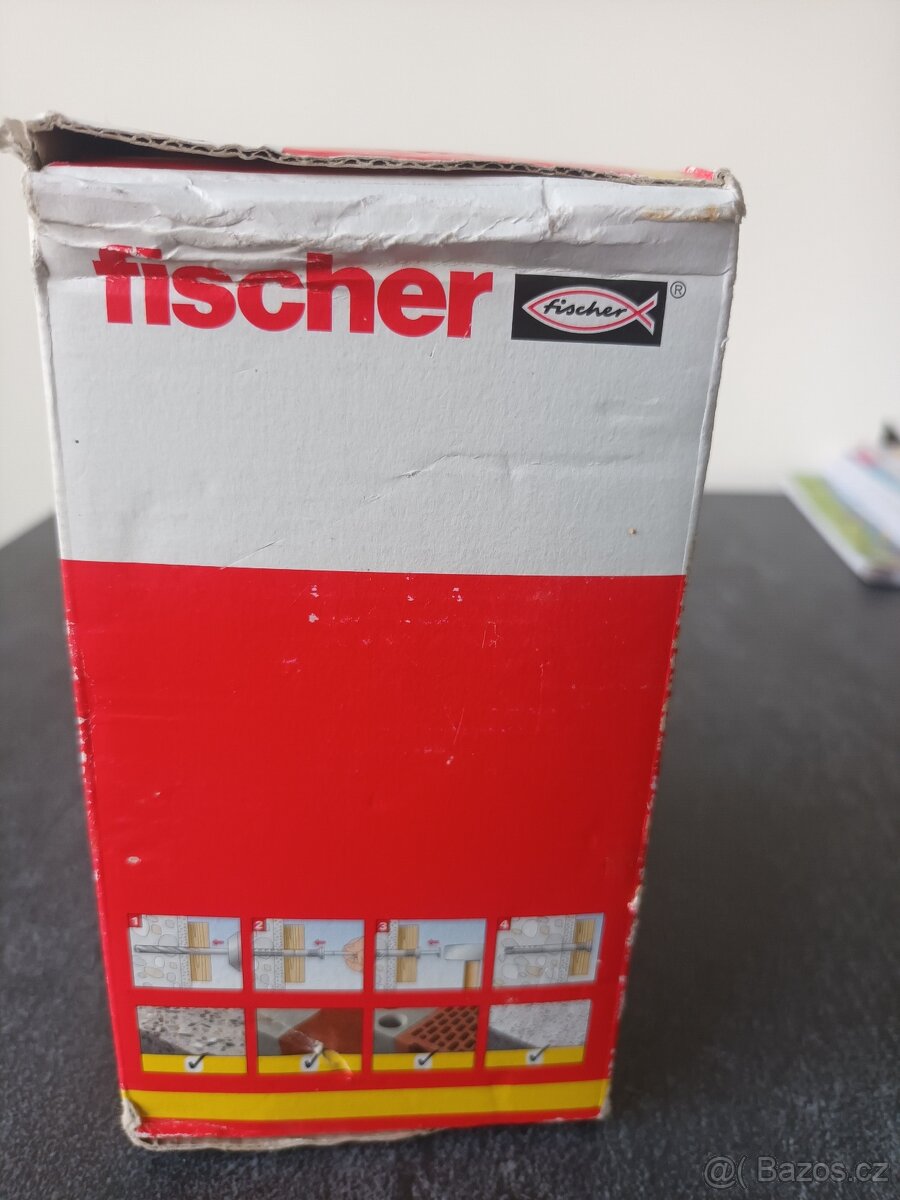 fischer fischer ®
1 2 3 4
@( Bazos.cz